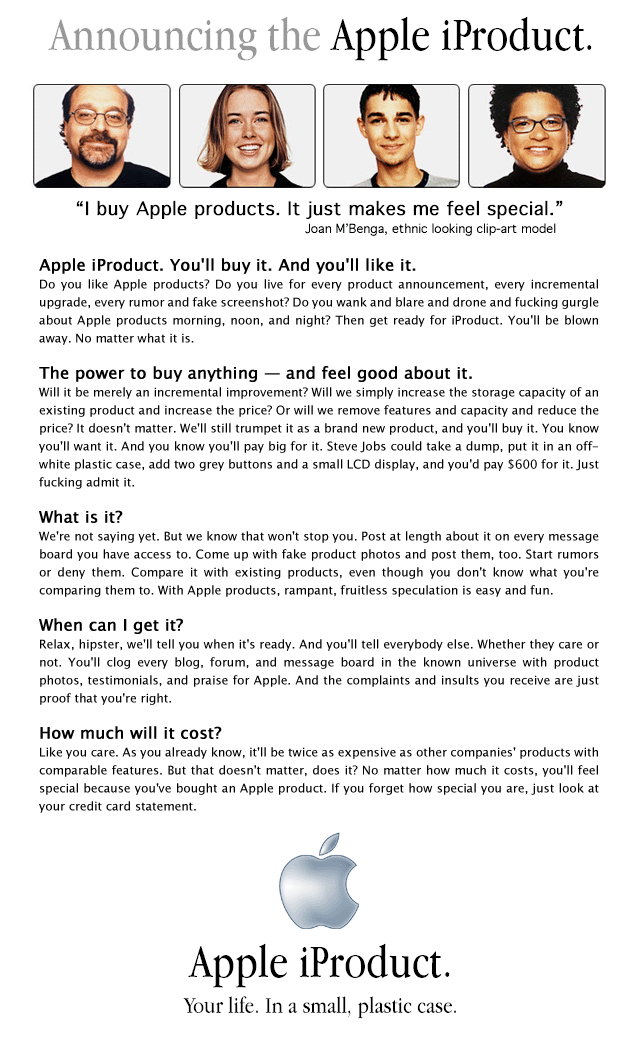 Announcing the Apple iProduct.
“I buy Apple products. It just makes me feel special.”
Joan M’Benga, ethnic looking clip-art model
Apple iProduct. You'll buy it. And you'll like it.
Do you like Apple products? Do you live for every product announcement, every incremental
upgrade, every rumor and fake screenshot? Do you wank and blare and drone and fucking gurgle
about Apple products morning, noon, and night? Then get ready for iProduct. You'll be blown
away. No matter what it is.
The power to buy anything — and feel good about it.
Will it be merely an incremental improvement? Will we simply increase the storage capacity of an
existing product and increase the price? Or will we remove features and capacity and reduce the
price? It doesn't matter. We'll still trumpet it as a brand new product, and you'll buy it. You know
you'll want it. And you know you'll pay big for it. Steve Jobs could take a dump, put it in an off-
white plastic case, add two grey buttons and a small LCD display, and you'd pay $600 for it. Just
fucking admit it.
What is it?
We're not saying yet. But we know that won't stop you. Post at length about it on every message
board you have access to. Come up with fake product photos and post them, too. Start rumors
or deny them. Compare it with existing products, even though you don't know what you're
comparing them to. With Apple products, rampant, fruitless speculation is easy and fun.
When can I get it?
Relax, hipster, we'll tell you when it's ready. And you'll tell everybody else. Whether they care or
not. You'll clog every blog, forum, and message board in the known universe with product
photos, testimonials, and praise for Apple. And the complaints and insults you receive are just
proof that you're right.
How much will it cost?
Like you care. As you already know, it'll be twice as expensive as other companies' products with
comparable features. But that doesn't matter, does it? No matter how much it costs, you'll feel
special because you've bought an Apple product. If you forget how special you are, just look at
your credit card statement.
Apple iProduct.
Your life. In a small, plastic case.